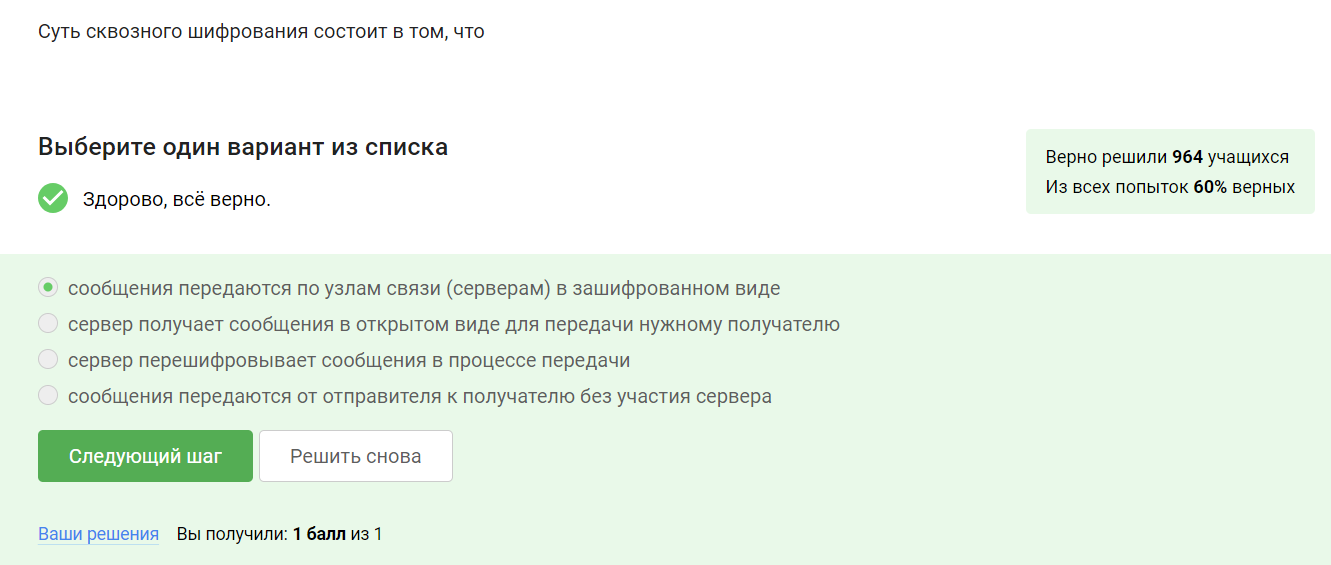 Суть сквозного шифрования состоит в том, что
Выберите один вариант из списка
Здорово, всё верно.
Верно решили 964 учащихся
Из всех попыток 60% верных
сообщения передаются по узлам связи (серверам) в зашифрованном виде
сервер получает сообщения в открытом виде для передачи нужному получателю
сервер перешифровывает сообщения в процессе передачи
сообщения передаются от отправителя к получателю без участия сервера
Следующий шаг
Решить снова
Ваши решения Вы получили: 1 балл из 1